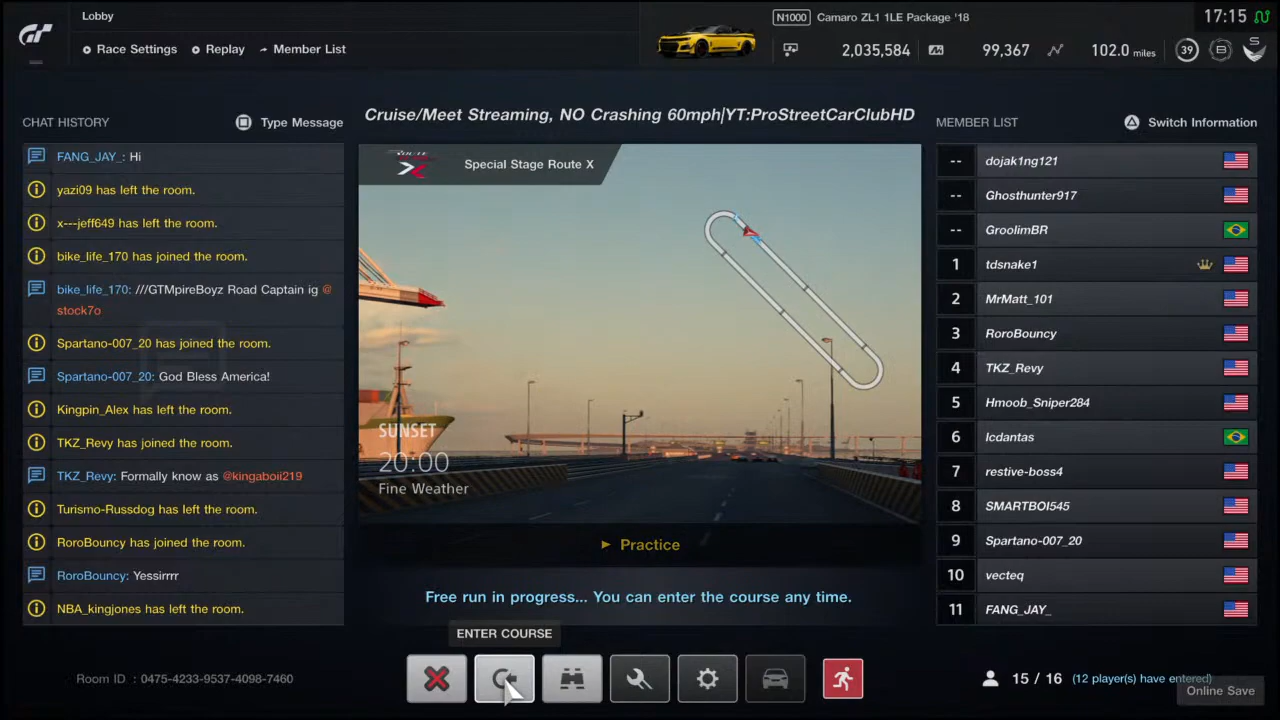 Lobby
N1000 Camaro ZL1 1LE Package '18
17:15
Race Settings Replay Member List
2,035,584 99,367 102.0 miles 39 B S
CHAT HISTORY Type Message
FANG_JAY_: Hi
yazi09 has left the room.
x---jeff649 has left the room.
bike_life_170 has joined the room.
bike_life_170: ///GTMpireBoyz Road Captain ig @
stock7o
Spartano-007_20 has joined the room.
Spartano-007_20: God Bless America!
Kingpin_Alex has left the room.
TKZ_Revy has joined the room.
TKZ_Revy: Formally know as @kingaboii219
Turismo-Russdog has left the room.
RoroBouncy has joined the room.
RoroBouncy: Yessirrr
NBA_kingjones has left the room.
Room ID : 0475-4233-9537-4098-7460
Cruise/Meet Streaming, NO Crashing 60mph|YT:ProStreetCarClubHD
ROUTE X
Special Stage Route X
SUNSET
20:00
Fine Weather
Practice
Free run in progress... You can enter the course any time.
ENTER COURSE
MEMBER LIST Switch Information
-- dojak1ng121
-- Ghosthunter917
-- GroolimBR
1 tdsnake1
2 MrMatt_101
3 RoroBouncy
4 TKZ_Revy
5 Hmoob_Sniper284
6 lcdantas
7 restive-boss4
8 SMARTBOI545
9 Spartano-007_20
10 vecteq
11 FANG_JAY_
15 / 16 (12 player(s) have entered)
Online Save